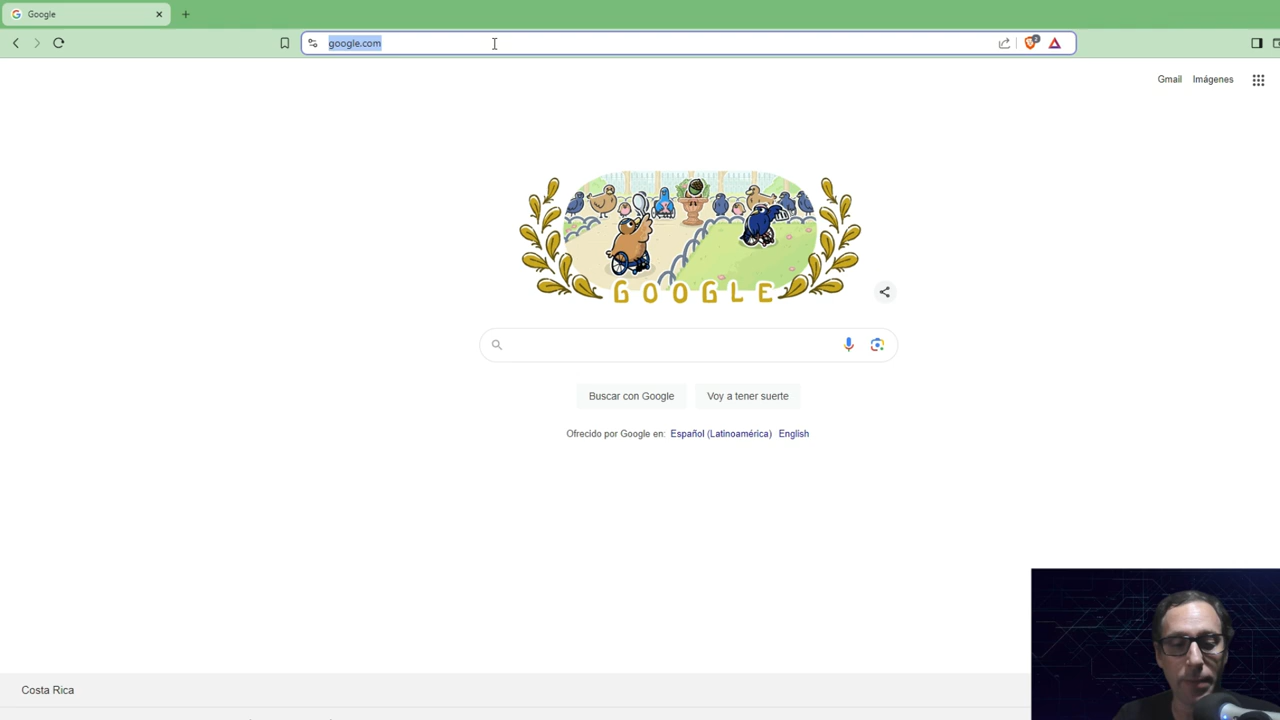 Google
google.com
Gmail Imágenes
GOOGLE
Buscar con Google Voy a tener suerte
Ofrecido por Google en: Español (Latinoamérica) English
Costa Rica